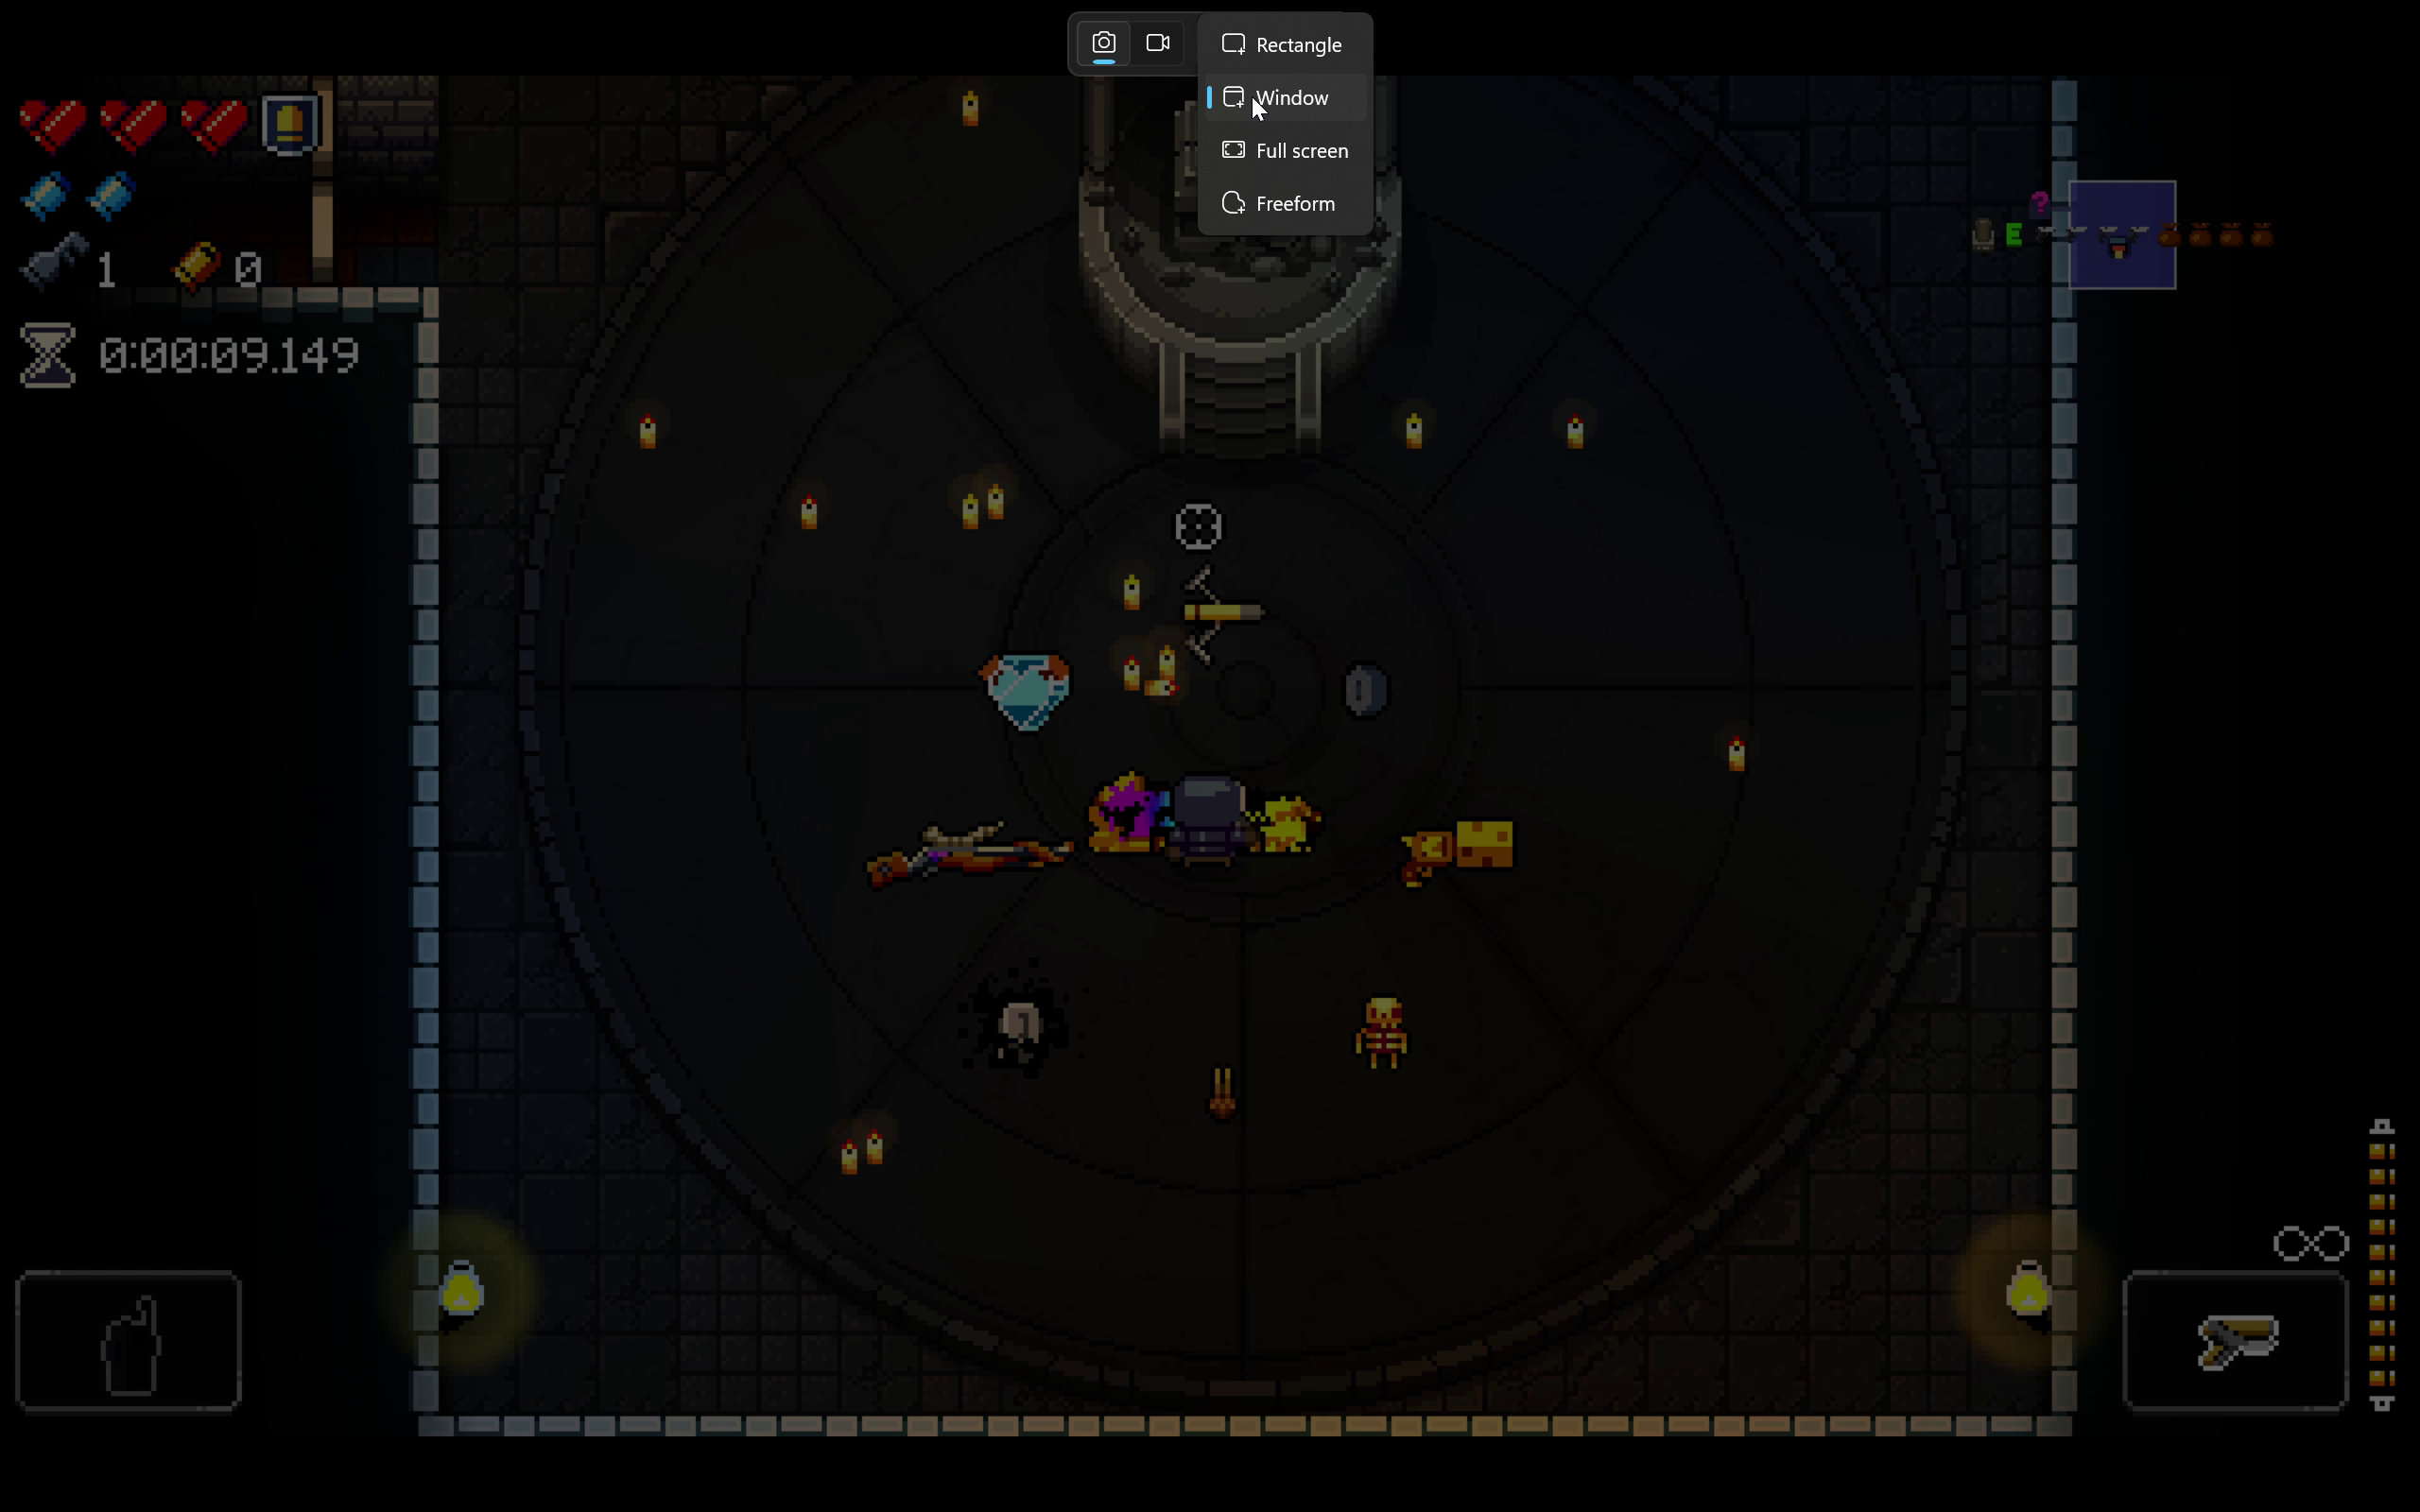 Rectangle
Window
Full screen
Freeform
1
0
?
E
0:00:09.149